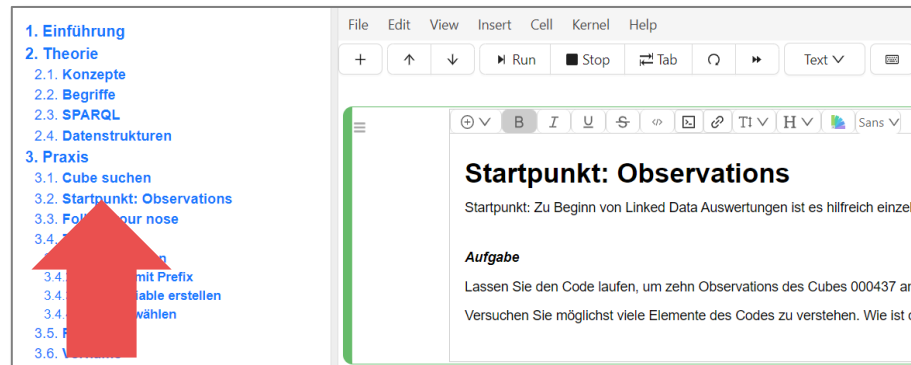 1. Einführung
2. Theorie
2.1. Konzepte
2.2. Begriffe
2.3. SPARQL
2.4. Datenstrukturen
3. Praxis
3.1. Cube suchen
3.2. Startpunkt: Observations
3.3. Fol our nose
3.4.
3.4. mit Prefix
3.4. iable erstellen
3.4. wählen
3.5.
3.6.
File Edit View Insert Cell Kernel Help
+ Run Stop Tab Text
B I U S </> T H Sans
Startpunkt: Observations
Startpunkt: Zu Beginn von Linked Data Auswertungen ist es hilfreich einzel
Aufgabe
Lassen Sie den Code laufen, um zehn Observations des Cubes 000437 an
Versuchen Sie möglichst viele Elemente des Codes zu verstehen. Wie ist